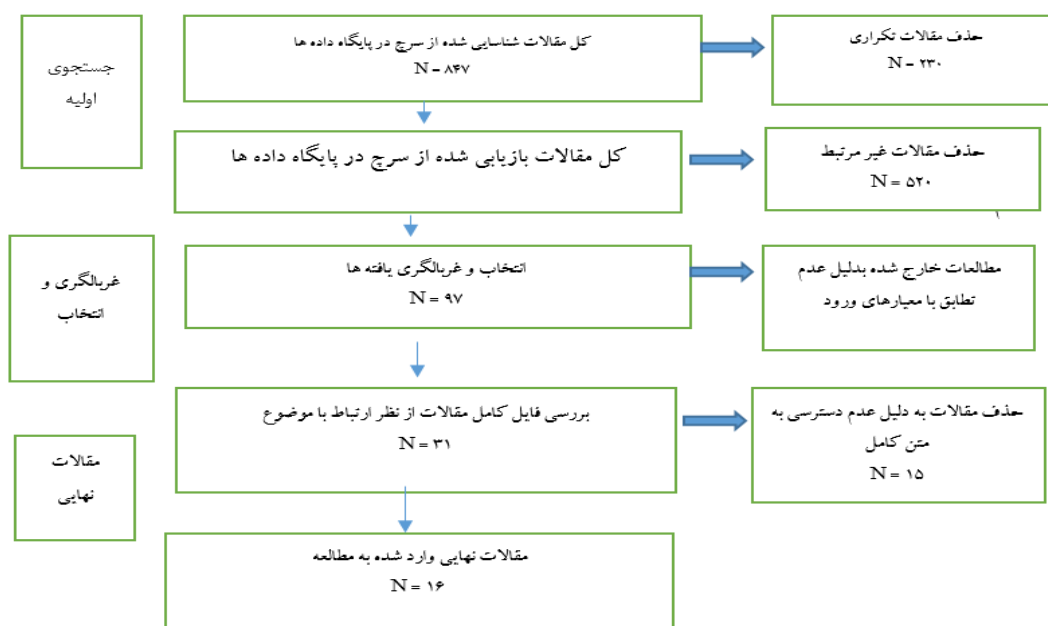 جستجوی
اولیه
کل مقالات شناسایی شده از سرچ در پایگاه داده ها
N = ۸۴۷
حذف مقالات تکراری
N = ۲۳۰
کل مقالات بازیابی شده از سرچ در پایگاه داده ها
حذف مقالات غیر مرتبط
N = ۵۲۰
۱
غربالگری و
انتخاب
انتخاب و غربالگری یافته ها
N = ۹۷
مطالعات خارج شده بدلیل عدم
تطابق با معیارهای ورود
بررسی فایل کامل مقالات از نظر ارتباط با موضوع
N = ۳۱
حذف مقالات به دلیل عدم دسترسی به
متن کامل
N = ۱۵
مقالات
نهایی
مقالات نهایی وارد شده به مطالعه
N = ۱۶